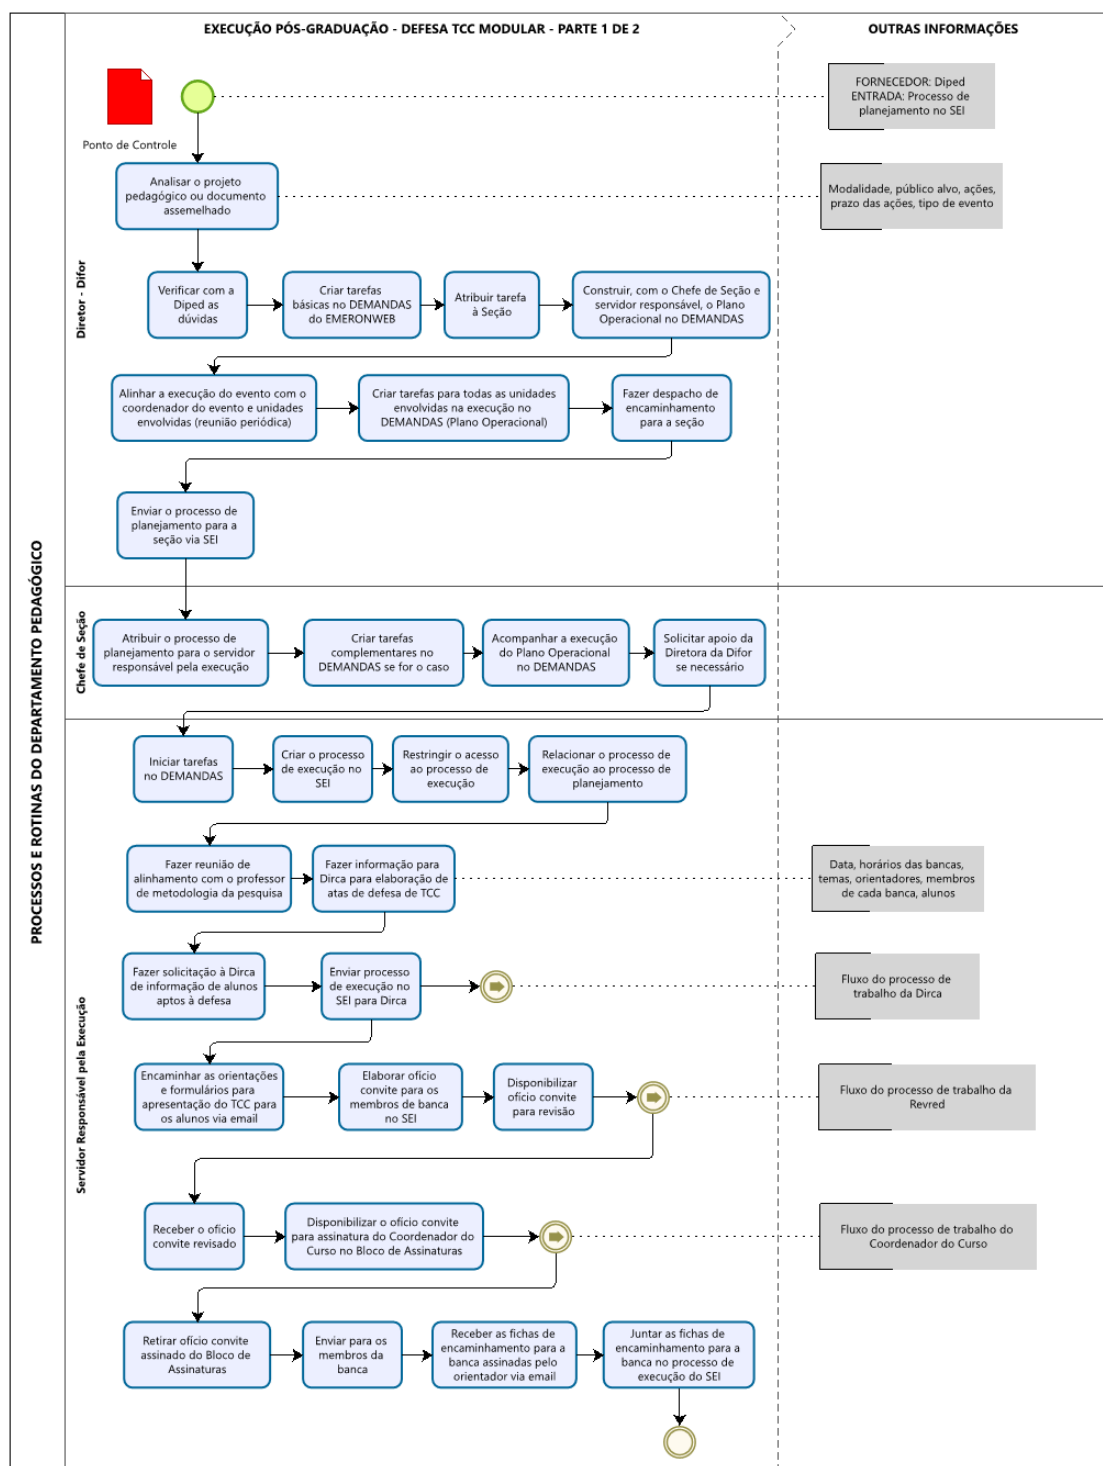 EXECUÇÃO PÓS-GRADUAÇÃO - DEFESA TCC MODULAR - PARTE 1 DE 2
OUTRAS INFORMAÇÕES
PROCESSOS E ROTINAS DO DEPARTAMENTO PEDAGÓGICO
Diretor - Difor
Ponto de Controle
FORNECEDOR: Diped
ENTRADA: Processo de
planejamento no SEI
Analisar o projeto
pedagógico ou documento
assemelhado
Modalidade, público alvo, ações,
prazo das ações, tipo de evento
Verificar com a
Diped as
dúvidas
Criar tarefas
básicas no DEMANDAS
do EMERONWEB
Atribuir tarefa
à Seção
Construir, com o Chefe de Seção e
servidor responsável, o Plano
Operacional no DEMANDAS
Alinhar a execução do evento com o
coordenador do evento e unidades
envolvidas (reunião periódica)
Criar tarefas para todas as unidades
envolvidas na execução no
DEMANDAS (Plano Operacional)
Fazer despacho de
encaminhamento
para a seção
Enviar o processo de
planejamento para a
seção via SEI
Chefe de Seção
Atribuir o processo de
planejamento para o servidor
responsável pela execução
Criar tarefas
complementares no
DEMANDAS se for o caso
Acompanhar a execução
do Plano Operacional
no DEMANDAS
Solicitar apoio da
Diretora da Difor
se necessário
Servidor Responsável pela Execução
Iniciar tarefas
no DEMANDAS
Criar o processo
de execução no
SEI
Restringir o acesso
ao processo de
execução
Relacionar o processo de
execução ao processo de
planejamento
Fazer reunião de
alinhamento com o professor
de metodologia da pesquisa
Fazer informação para
Dirca para elaboração de
atas de defesa de TCC
Data, horários das bancas,
temas, orientadores, membros
de cada banca, alunos
Fazer solicitação à Dirca
de informação de alunos
aptos à defesa
Enviar processo
de execução no
SEI para Dirca
Fluxo do processo de
trabalho da Dirca
Encaminhar as orientações
e formulários para
apresentação do TCC para
os alunos via email
Elaborar ofício
convite para os
membros de banca
no SEI
Disponibilizar
ofício convite
para revisão
Fluxo do processo de trabalho da
Revred
Receber o ofício
convite revisado
Disponibilizar o ofício convite
para assinatura do Coordenador do
Curso no Bloco de Assinaturas
Fluxo do processo de trabalho do
Coordenador do Curso
Retirar ofício convite
assinado do Bloco de
Assinaturas
Enviar para os
membros da
banca
Receber as fichas de
encaminhamento para a
banca assinadas pelo
orientador via email
Juntar as fichas de
encaminhamento para a
banca no processo de
execução do SEI